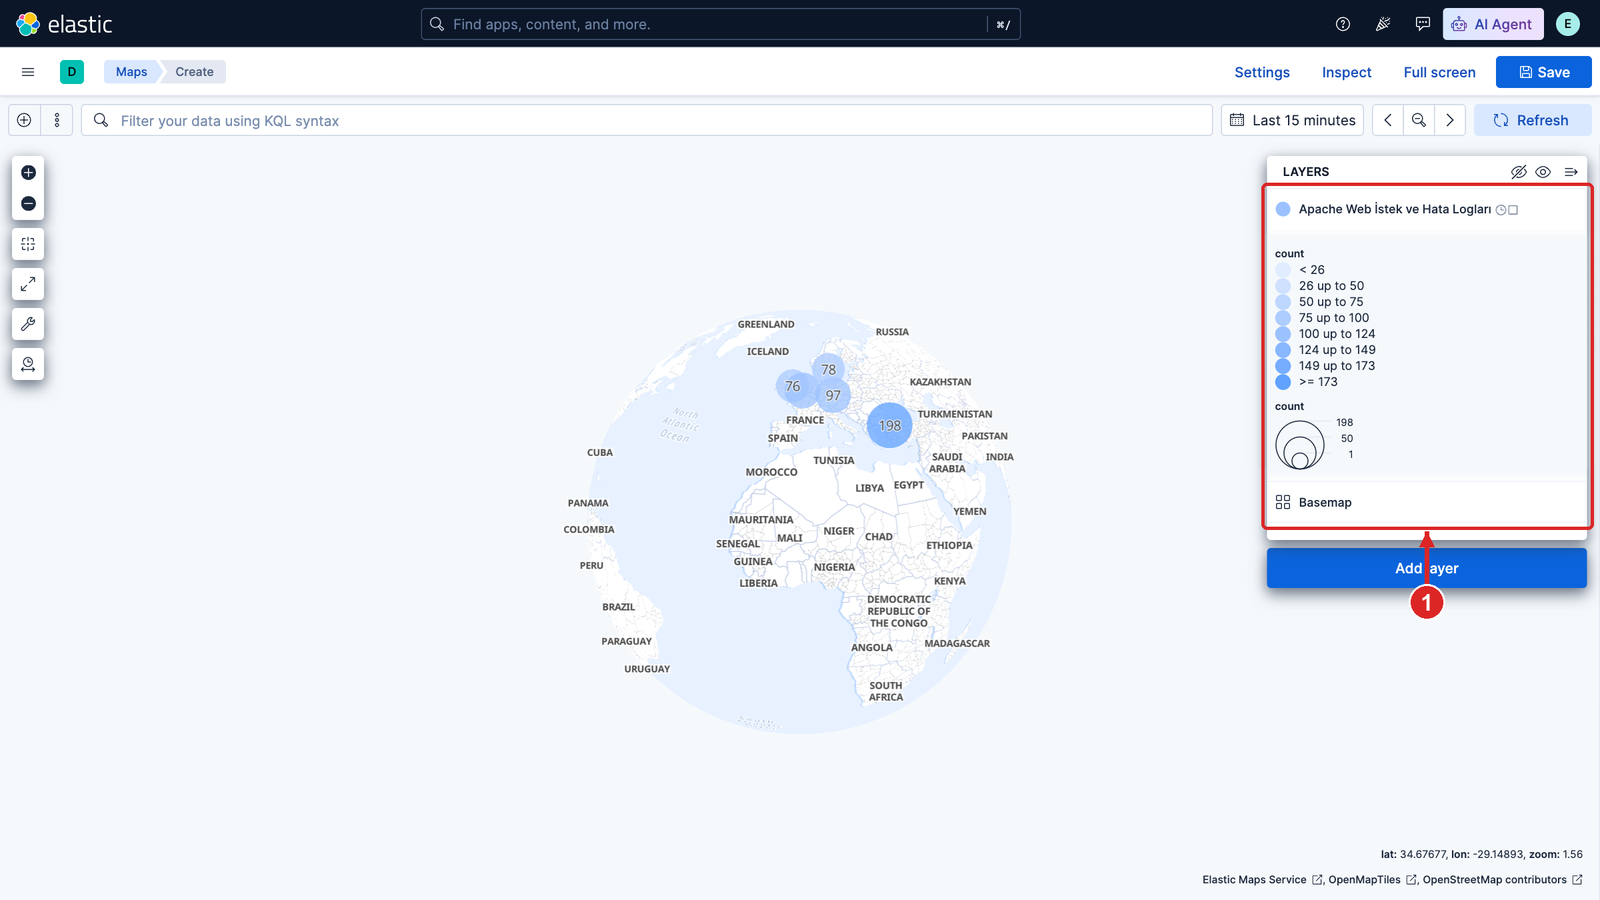 elastic
Find apps, content, and more.
⌘/
AI Agent
E
D
Maps
Create
Settings
Inspect
Full screen
Save
Filter your data using KQL syntax
Last 15 minutes
Refresh
LAYERS
Apache Web İstek ve Hata Logları
count
< 26
26 up to 50
50 up to 75
75 up to 100
100 up to 124
124 up to 149
149 up to 173
>= 173
count
198
50
1
Basemap
1
GREENLAND
RUSSIA
ICELAND
78
76
97
KAZAKHSTAN
North
Atlantic
Ocean
FRANCE
198
TURKMENISTAN
SPAIN
PAKISTAN
CUBA
TUNISIA
SAUDI
ARABIA
INDIA
MOROCCO
LIBYA
EGYPT
PANAMA
YEMEN
MAURITANIA
COLOMBIA
NIGER
CHAD
SENEGAL
MALI
ETHIOPIA
GUINEA
PERU
NIGERIA
LIBERIA
KENYA
BRAZIL
DEMOCRATIC
REPUBLIC OF
THE CONGO
PARAGUAY
ANGOLA
MADAGASCAR
URUGUAY
SOUTH
AFRICA
lat: 34.67677, lon: -29.14893, zoom: 1.56
Elastic Maps Service , OpenMapTiles , OpenStreetMap contributors